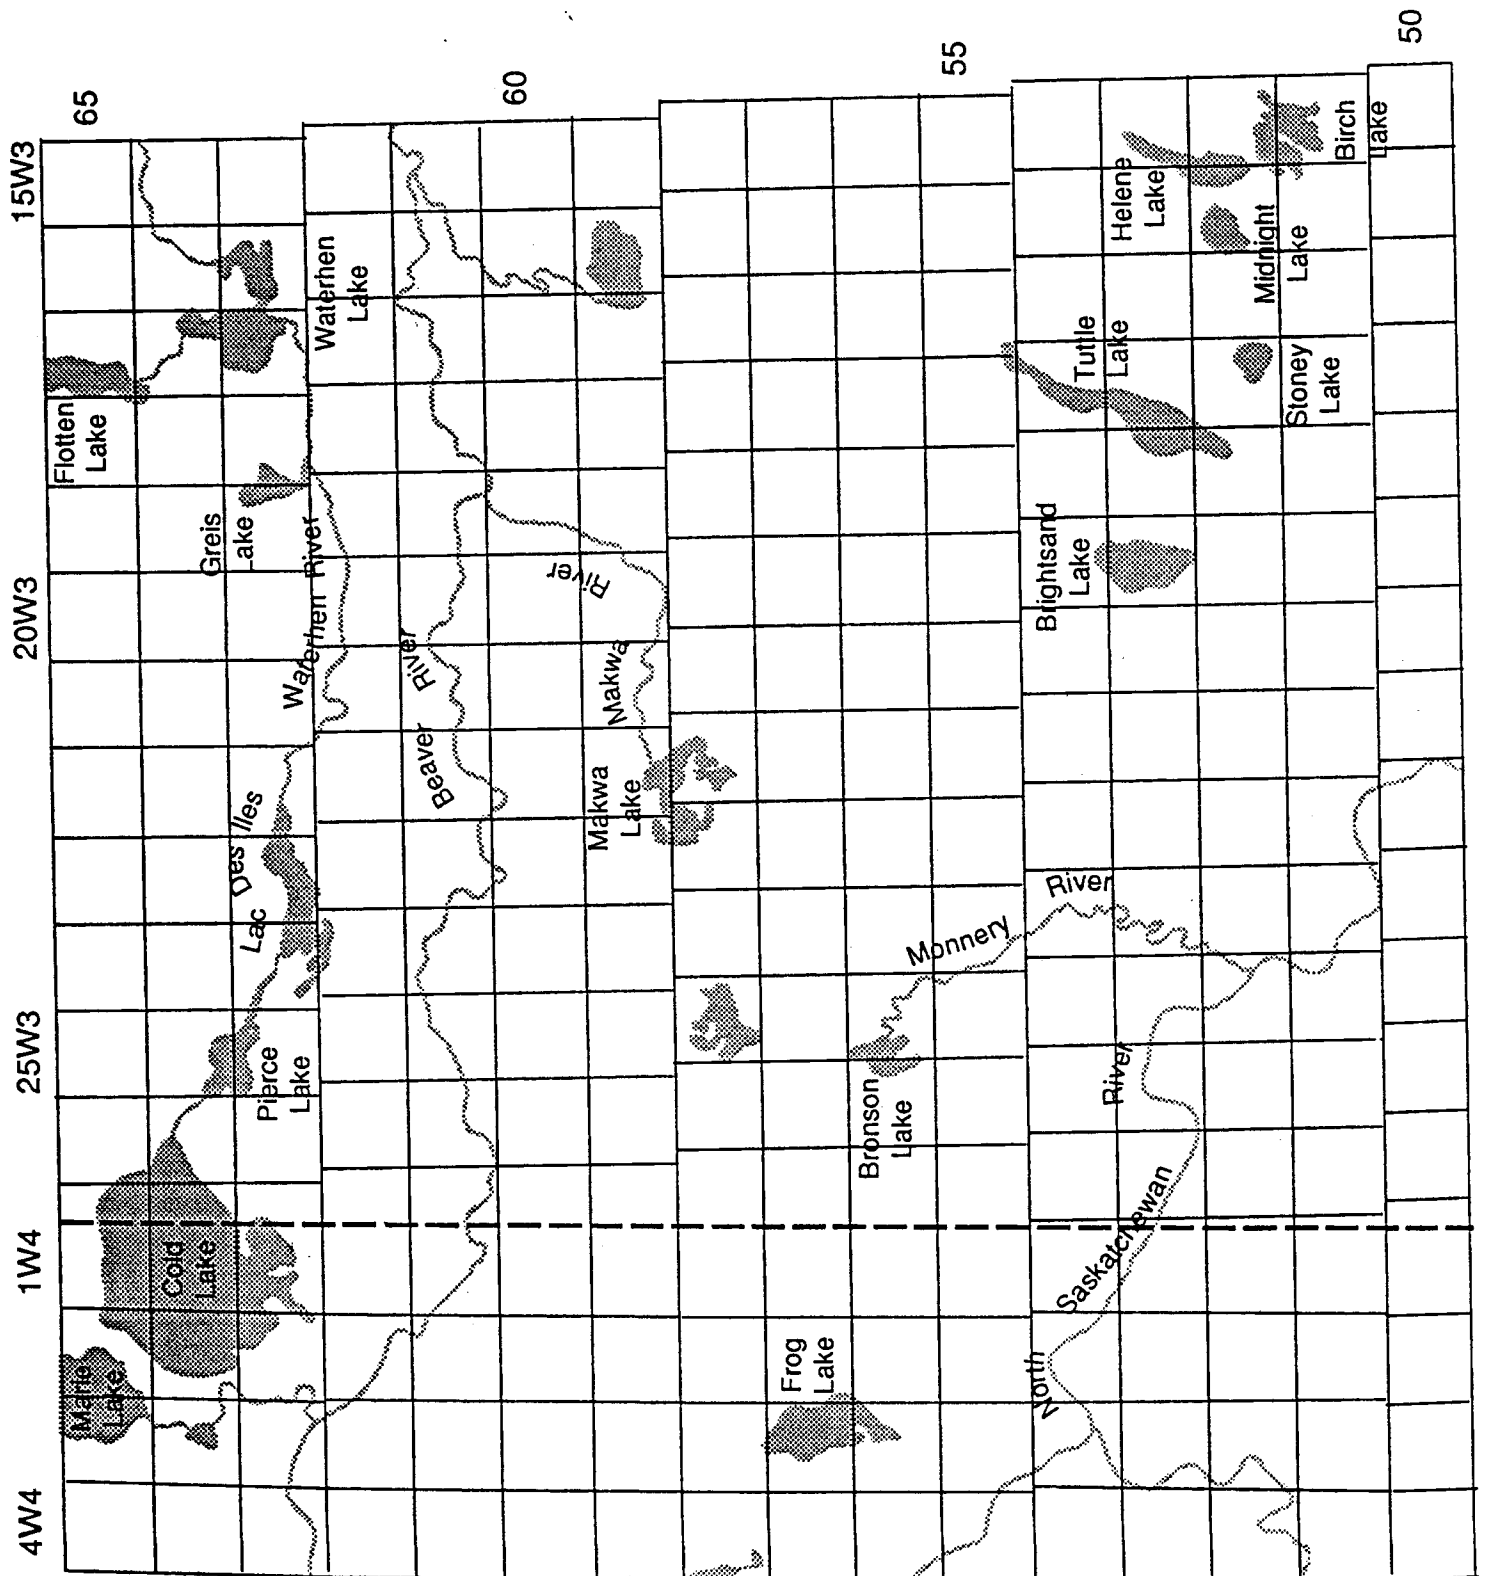 50
55
60
65
15W3
20W3
25W3
1W4
4W4
Birch
Lake
Helene
Lake
Midnight
Lake
Waterhen
Lake
Tuttle
Lake
Stoney
Lake
Flotten
Lake
Greis
Lake
Brightsand
Lake
Waterhen River
Beaver River
Makwa River
Makwa
Lake
Lac Des Iles
Monnery River
Pierce
Lake
Bronson
Lake
Cold
Lake
Marie
Lake
Frog
Lake
North Saskatchewan River